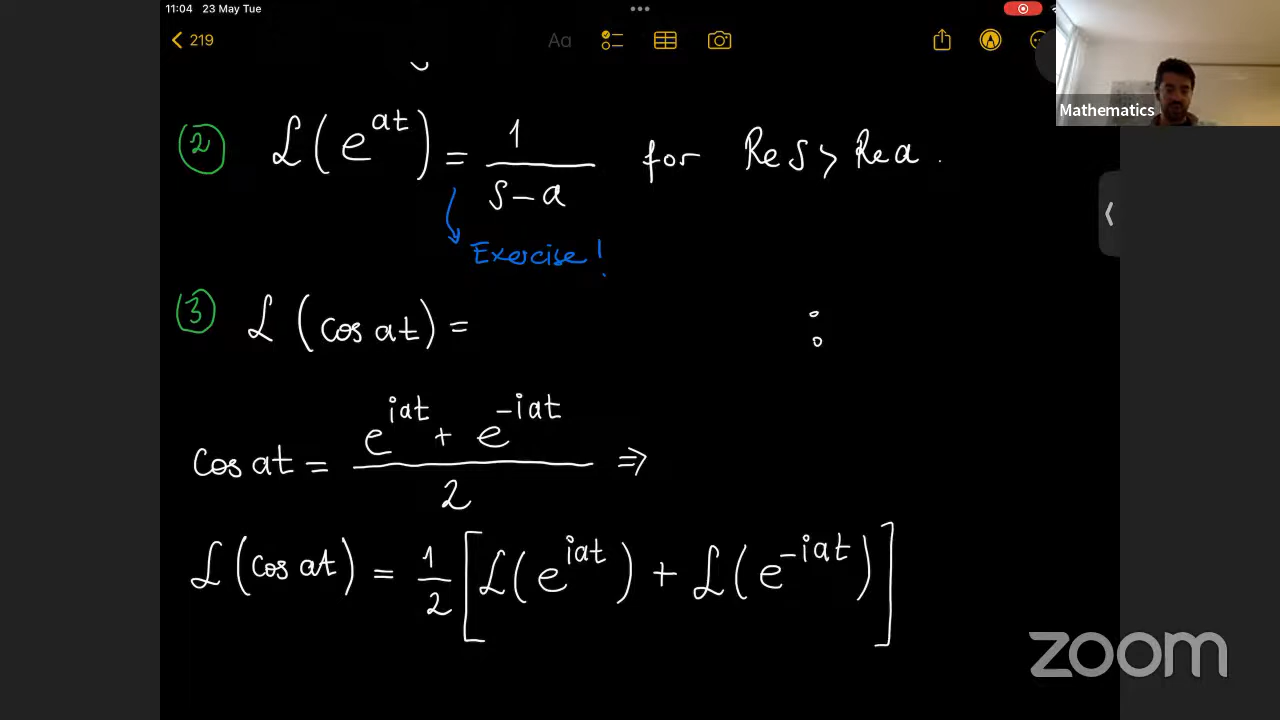 11:04 23 May Tue
219
Aa
Mathematics
② ℒ(e^{at}) = 1/(s-a) for Re s > Re a .
Exercise!
③ ℒ(cos at) = :
cos at = (e^{iat} + e^{-iat})/2 ⇒
ℒ(cos at) = 1/2 [ℒ(e^{iat}) + ℒ(e^{-iat})]
zoom